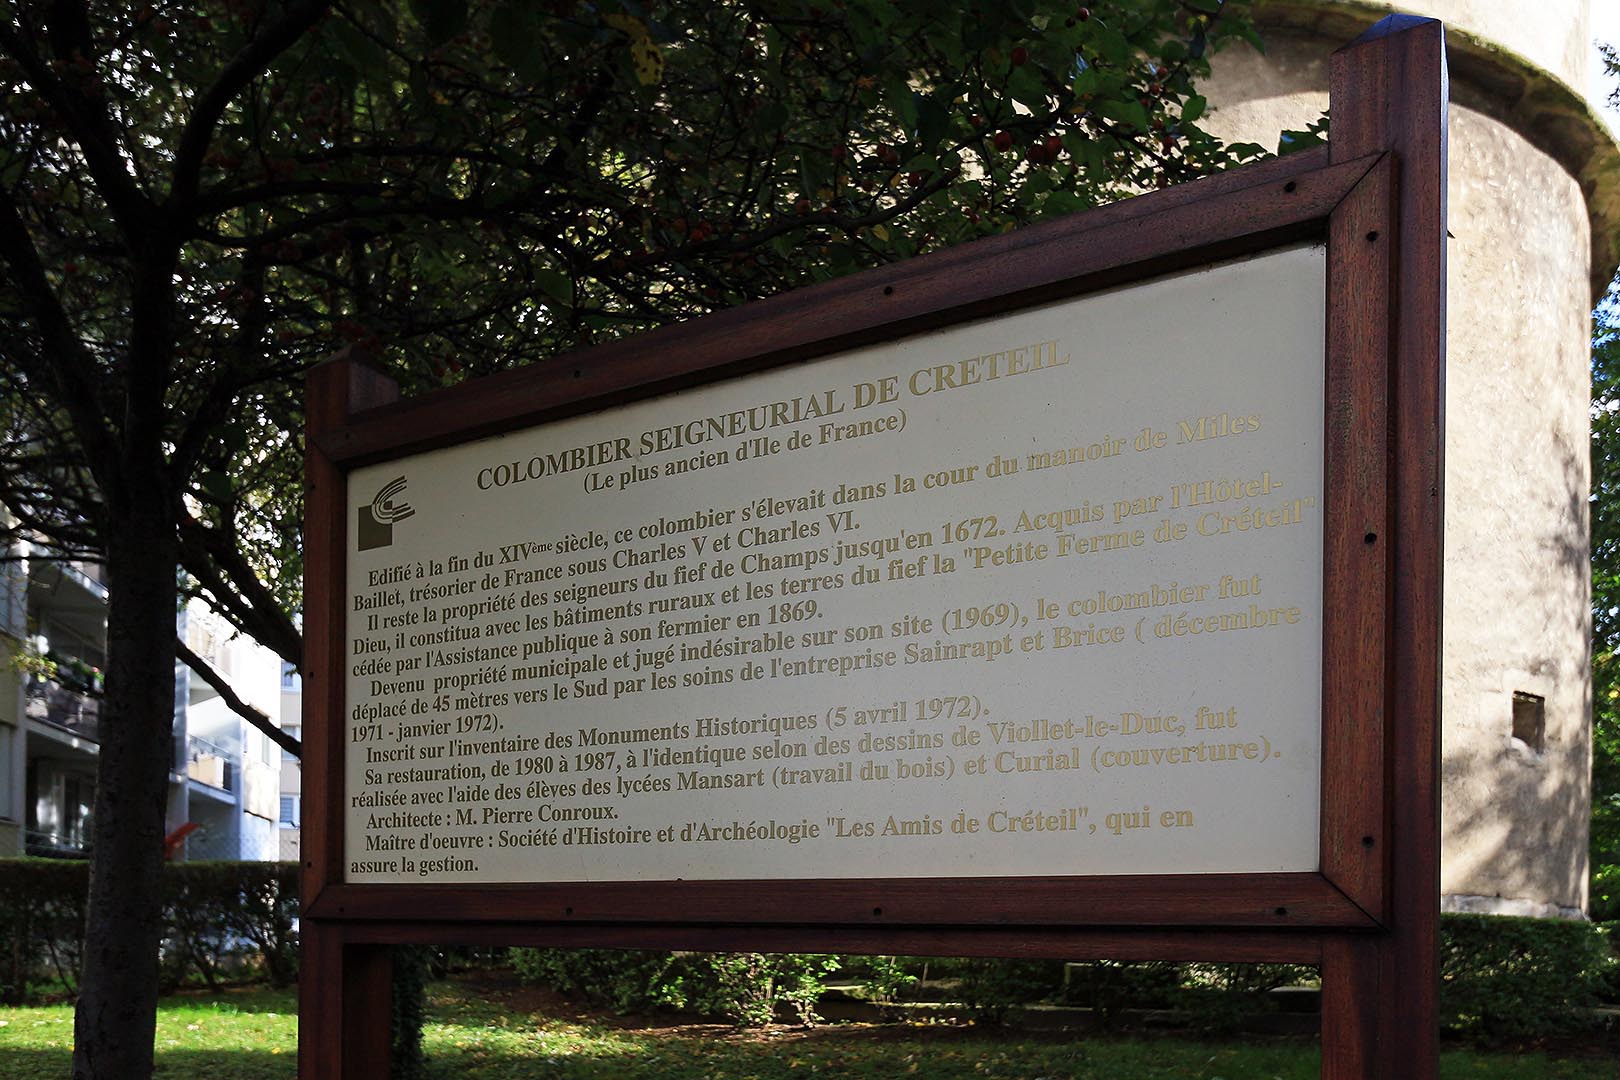 COLOMBIER SEIGNEURIAL DE CRETEIL
(Le plus ancien d'Ile de France)
Edifié à la fin du XIVème siècle, ce colombier s'élevait dans la cour du manoir de Miles
Baillet, trésorier de France sous Charles V et Charles VI.
Il reste la propriété des seigneurs du fief de Champs jusqu'en 1672. Acquis par l'Hôtel-
Dieu, il constitua avec les bâtiments ruraux et les terres du fief la "Petite Ferme de Créteil"
cédée par l'Assistance publique à son fermier en 1869.
Devenu propriété municipale et jugé indésirable sur son site (1969), le colombier fut
déplacé de 45 mètres vers le Sud par les soins de l'entreprise Sainrapt et Brice ( décembre
1971 - janvier 1972).
Inscrit sur l'inventaire des Monuments Historiques (5 avril 1972).
Sa restauration, de 1980 à 1987, à l'identique selon des dessins de Viollet-le-Duc, fut
réalisée avec l'aide des élèves des lycées Mansart (travail du bois) et Curial (couverture).
Architecte : M. Pierre Conroux.
Maître d'oeuvre : Société d'Histoire et d'Archéologie "Les Amis de Créteil", qui en
assure la gestion.